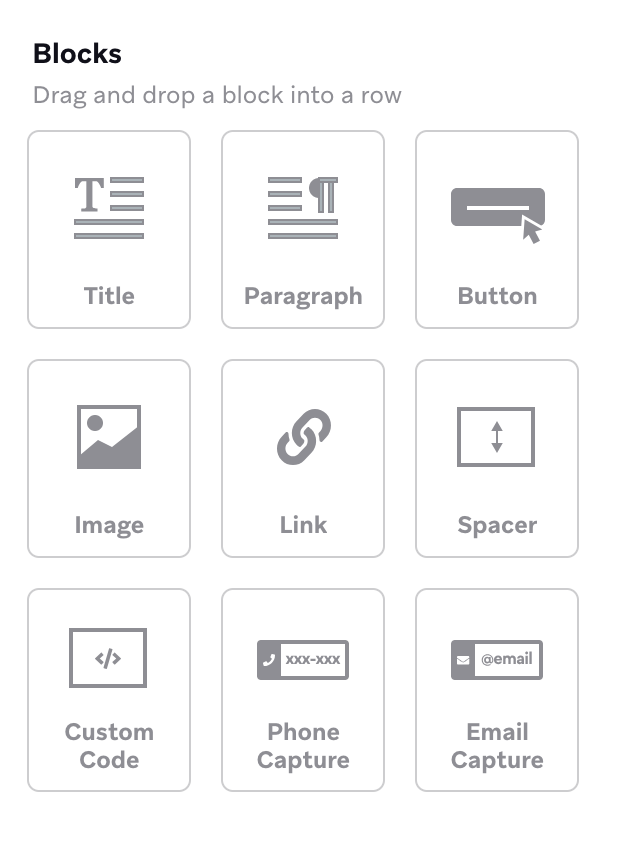 Blocks
Drag and drop a block into a row
T
¶
Title
Paragraph
Button
Image
Link
Spacer
</>
xxx-xxx
@email
Custom
Code
Phone
Capture
Email
Capture